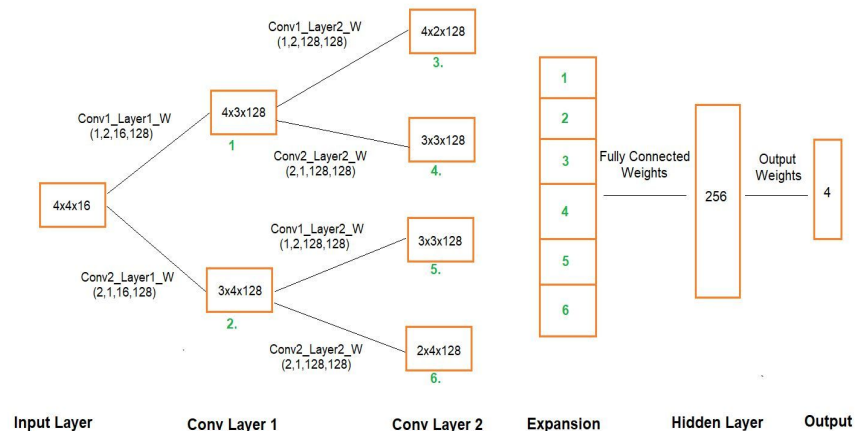 Conv1_Layer2_W
(1,2,128,128)
4x2x128
3.
Conv1_Layer1_W
(1,2,16,128)
4x3x128
1
Conv2_Layer2_W
(2,1,128,128)
3x3x128
4.
4x4x16
Conv2_Layer1_W
(2,1,16,128)
3x4x128
2.
Conv1_Layer2_W
(1,2,128,128)
3x3x128
5.
Conv2_Layer2_W
(2,1,128,128)
2x4x128
6.
1
2
3
4
5
6
Fully Connected
Weights
256
Output
Weights
4
Input Layer
Conv Layer 1
Conv Layer 2
Expansion
Hidden Layer
Output